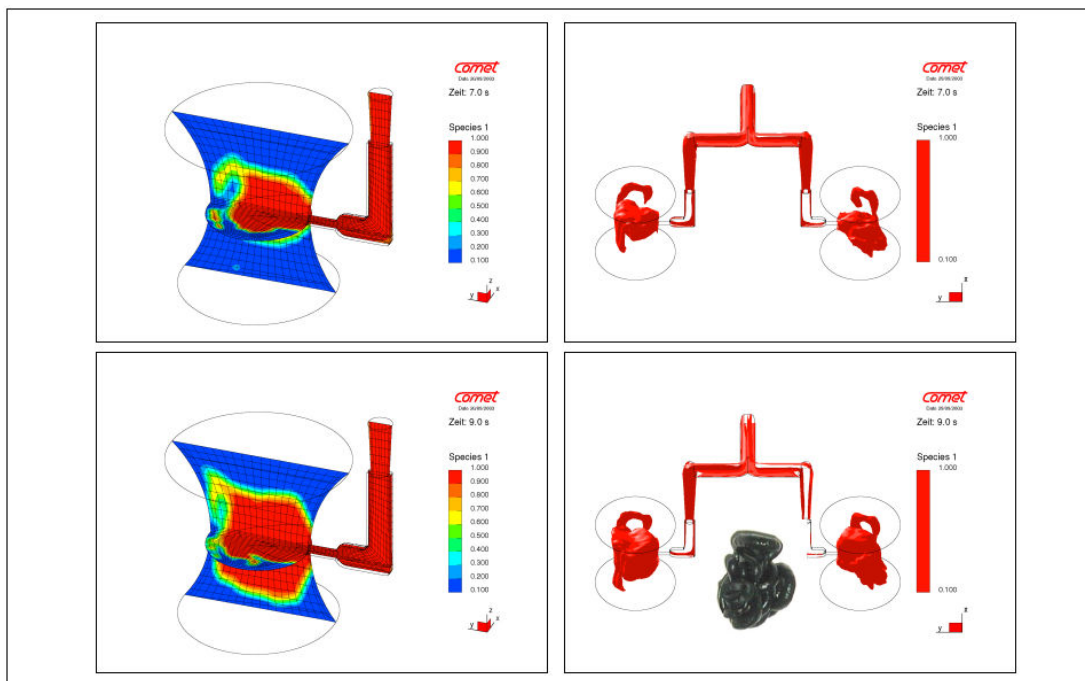 comet
Zeit: 7.0 s
Species 1
1.000
0.900
0.800
0.700
0.600
0.500
0.400
0.300
0.200
0.100
z
y
x
comet
Zeit: 7.0 s
Species 1
1.000
0.100
x
y
comet
Zeit: 9.0 s
Species 1
1.000
0.900
0.800
0.700
0.600
0.500
0.400
0.300
0.200
0.100
z
y
x
comet
Zeit: 9.0 s
Species 1
1.000
0.100
x
y